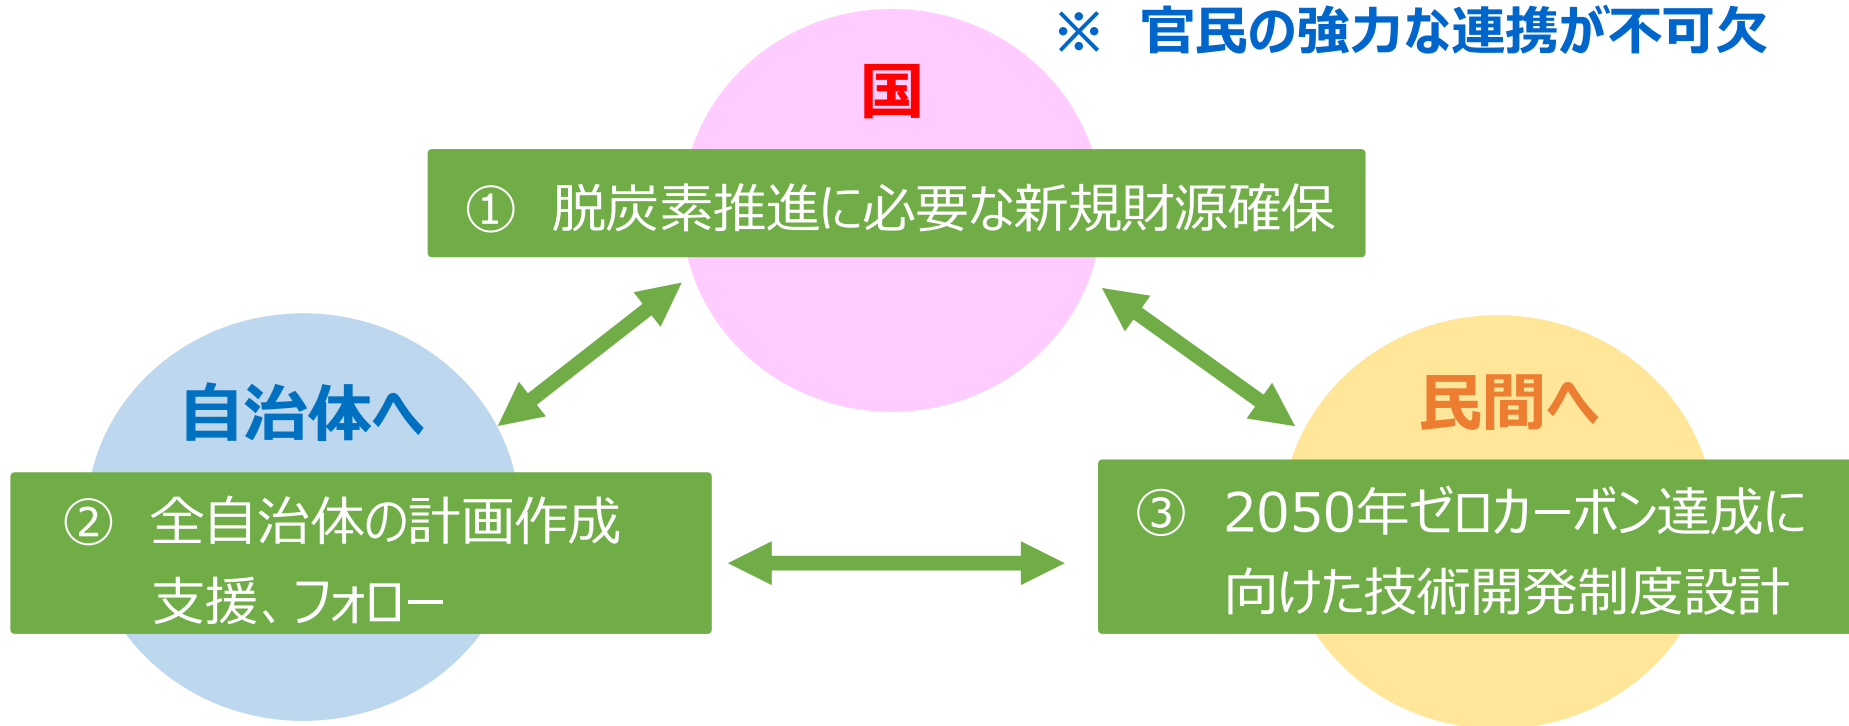 ※ 官民の強力な連携が不可欠
国
① 脱炭素推進に必要な新規財源確保
自治体へ
② 全自治体の計画作成
支援、フォロー
民間へ
③ 2050年ゼロカーボン達成に
向けた技術開発制度設計